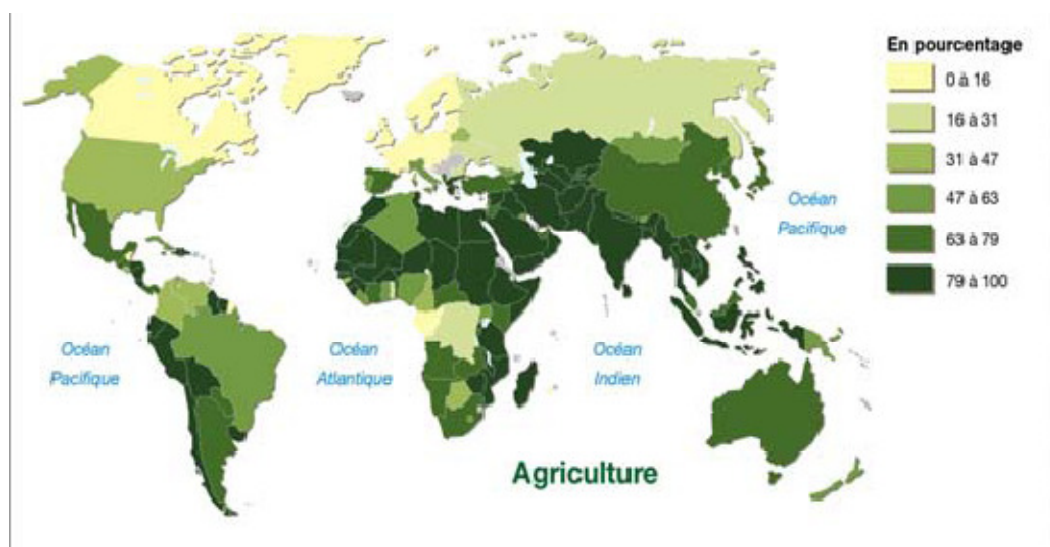 En pourcentage
0 à 16
16 à 31
31 à 47
47 à 63
63 à 79
79 à 100
Océan
Pacifique
Océan
Pacifique
Océan
Atlantique
Océan
Indien
Agriculture